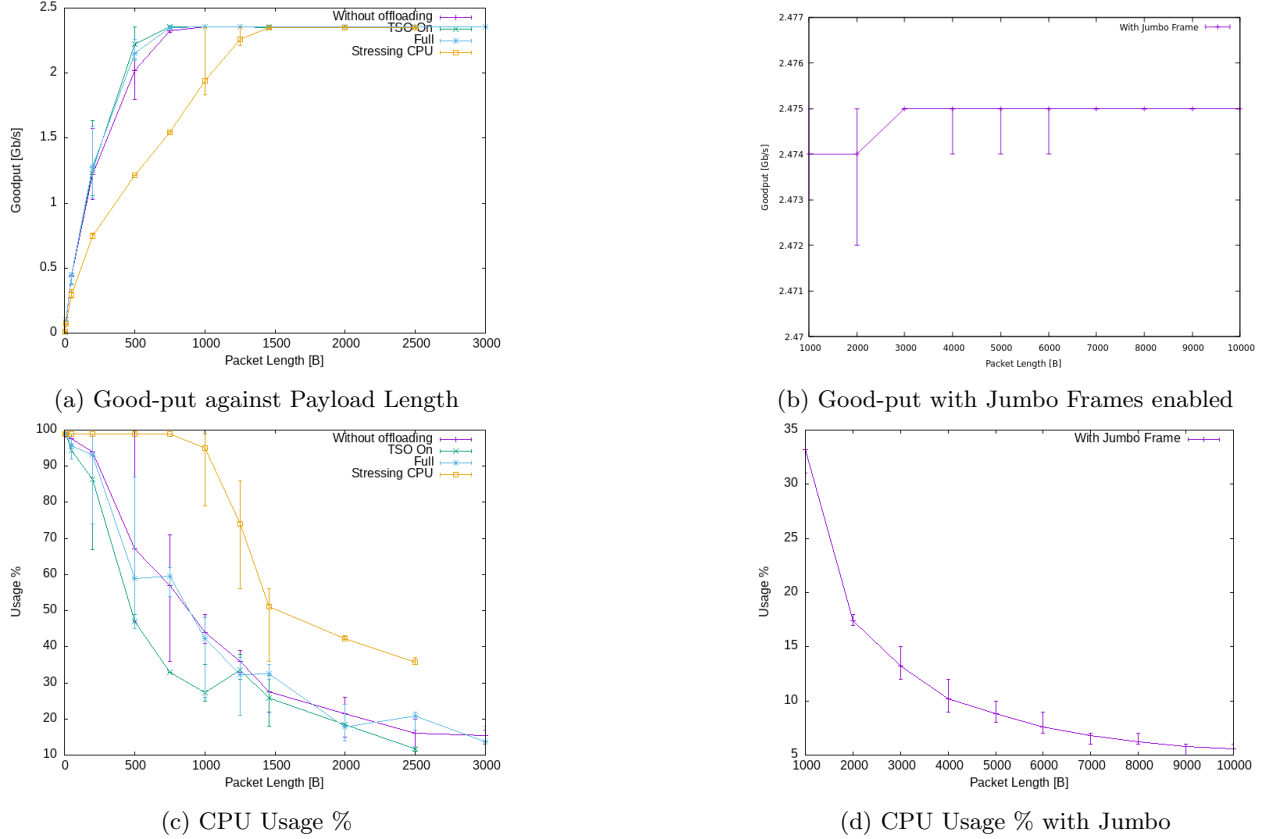 2.5
2
1.5
1
0.5
0
0 500 1000 1500 2000 2500 3000
Goodput [Gb/s]
Packet Length [B]
Without offloading
TSO On
Full
Stressing CPU
(a) Good-put against Payload Length
2.477
2.476
2.475
2.474
2.473
2.472
2.471
2.47
1000 2000 3000 4000 5000 6000 7000 8000 9000 10000
Goodput [Gb/s]
Packet Length [B]
With Jumbo Frame
(b) Good-put with Jumbo Frames enabled
100
90
80
70
60
50
40
30
20
10
0 500 1000 1500 2000 2500 3000
Usage %
Packet Length [B]
Without offloading
TSO On
Full
Stressing CPU
(c) CPU Usage %
35
30
25
20
15
10
5
1000 2000 3000 4000 5000 6000 7000 8000 9000 10000
Usage %
Packet Length [B]
With Jumbo Frame
(d) CPU Usage % with Jumbo